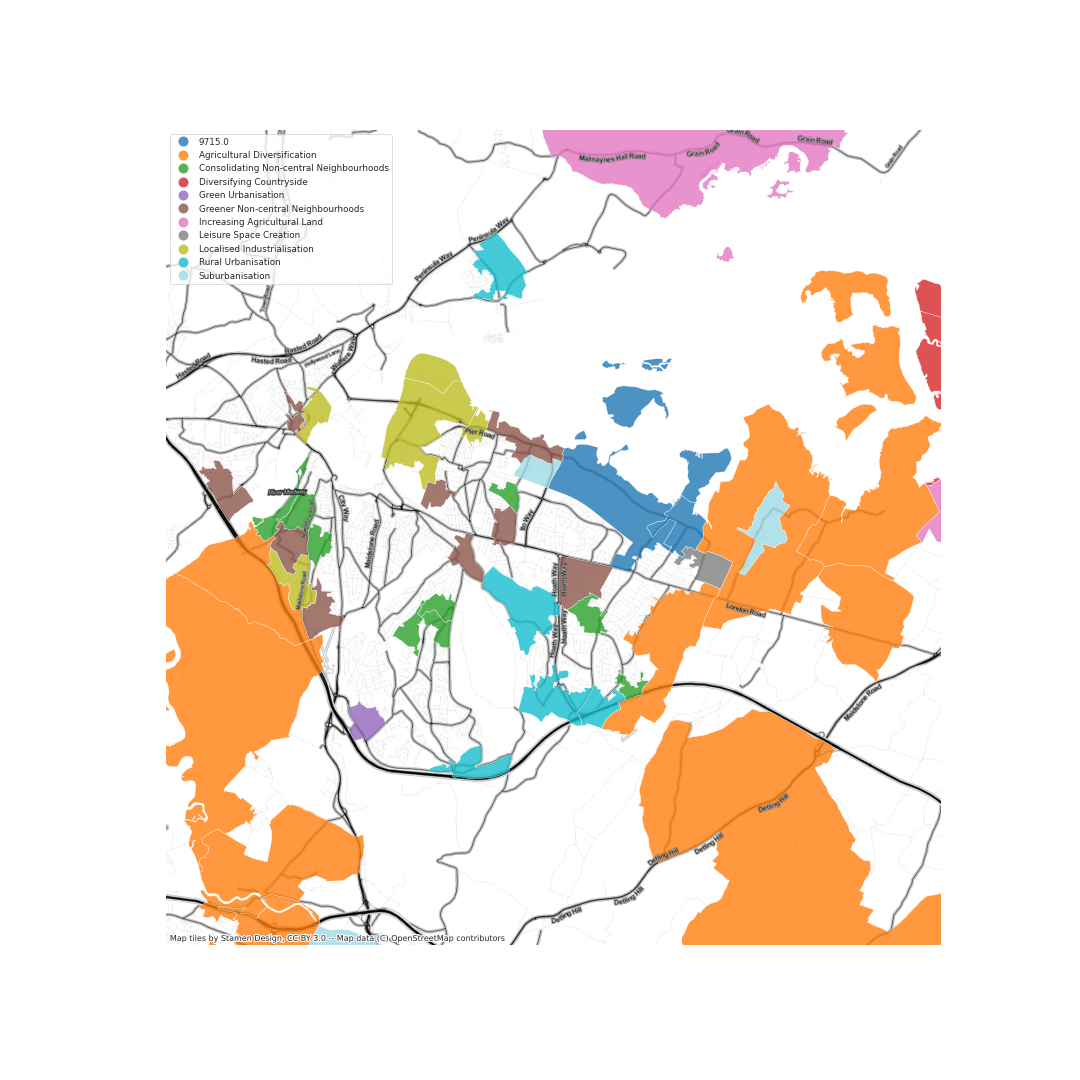 9715.0
Agricultural Diversification
Consolidating Non-central Neighbourhoods
Diversifying Countryside
Green Urbanisation
Greener Non-central Neighbourhoods
Increasing Agricultural Land
Leisure Space Creation
Localised Industrialisation
Rural Urbanisation
Suburbanisation
Grain Road
Grain Road
Malmaynes Hall Road
Grain Road
Grain Road
Peninsula Way
Peninsula Way
Hasted Road
Hasted Road
Hasted Road
Hollywood Lane
Wulfere Way
Pier Road
River Medway
City Way
Maidstone Road
Ito Way
Hoath Way
Hoath Way
Hoath Way
Hoath Way
Maidstone Road
London Road
Maidstone Road
Detling Hill
Detling Hill
Detling Hill
Detling Hill
Detling Hill
Map tiles by Stamen Design, CC BY 3.0 -- Map data (C) OpenStreetMap contributors